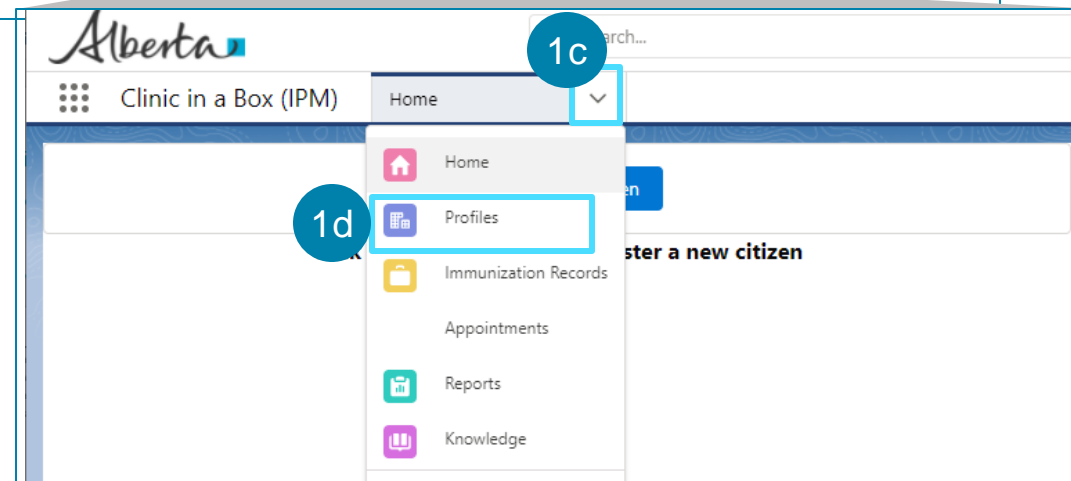 Alberta
arch...
1c
Clinic in a Box (IPM)
Home
Home
en
1d
Profiles
ster a new citizen
Immunization Records
Appointments
Reports
Knowledge